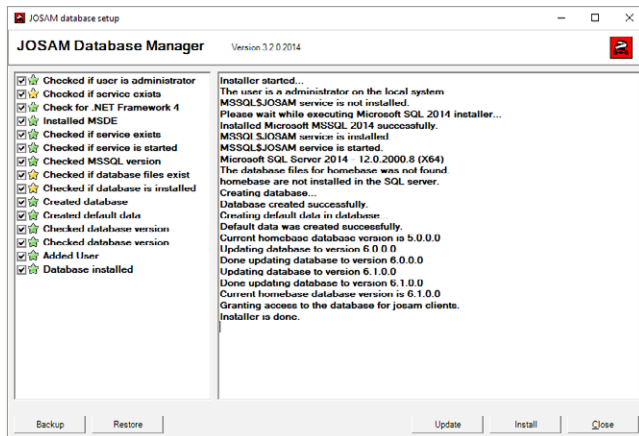 JOSAM database setup
JOSAM Database Manager
Version 3.2.0.2014
Checked if user is administrator
Checked if service exists
Check for .NET Framework 4
Installed MSDE
Checked if service exists
Checked if service is started
Checked MSSQL version
Checked if database files exist
Checked if database is installed
Created database
Created default data
Checked database version
Checked database version
Added User
Database installed
Installer started...
The user is a administrator on the local system
MSSQL$JOSAM service is not installed.
Please wait while executing Microsoft SQL 2014 installer...
Installed Microsoft MSSQL 2014 successfully.
MSSQL$JOSAM service is installed.
MSSQL$JOSAM service is started.
Microsoft SQL Server 2014 - 12.0.2000.8 (X64)
The database files for homebase was not found.
homebase are not installed in the SQL server.
Creating database...
Database created successfully.
Creating default data in database...
Default data was created successfully.
Current homebase database version is 5.0.0.0
Updating database to version 6.0.0.0
Done updating database to version 6.0.0.0
Updating database to version 6.1.0.0
Done updating database to version 6.1.0.0
Current homebase database version is 6.1.0.0
Granting access to the database for josam clients.
Installer is done.
Backup
Restore
Update
Install
Close